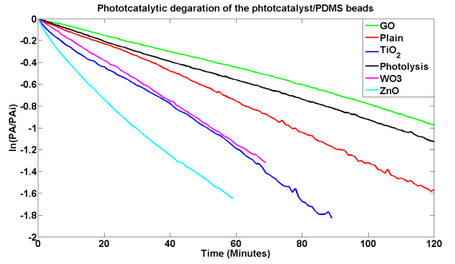 Phototcatalytic degaration of the phtotcatalyst/PDMS beads
GO
Plain
TiO2
Photolysis
WO3
ZnO
ln(PA/PAi)
0
-0.2
-0.4
-0.6
-0.8
-1
-1.2
-1.4
-1.6
-1.8
-2
0 20 40 60 80 100 120
Time (Minutes)